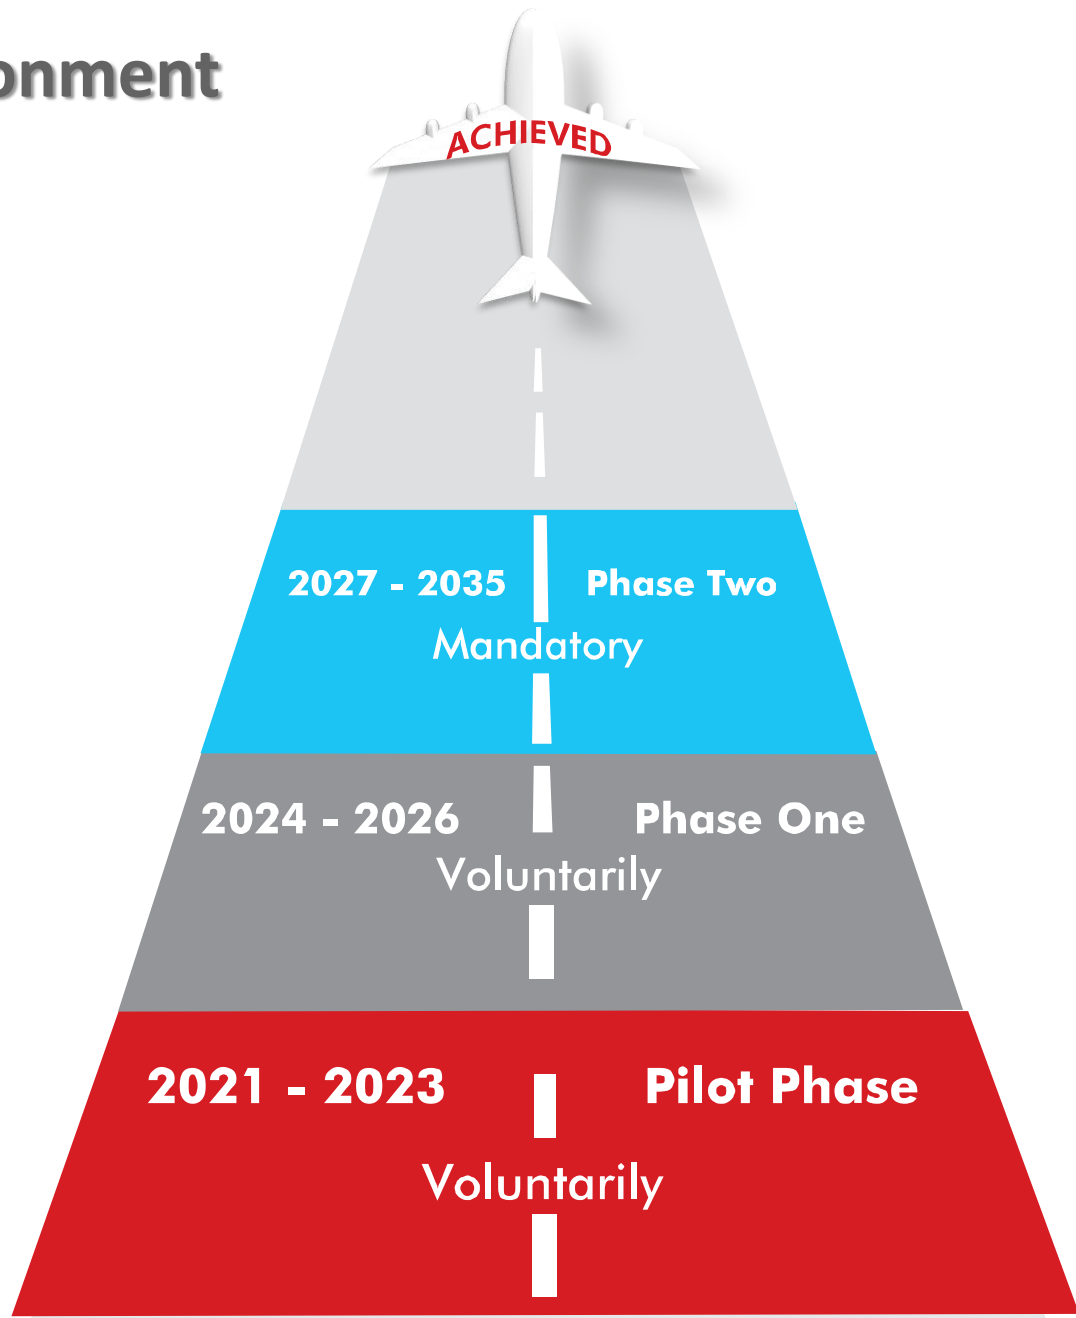 onment
ACHIEVED
2027 - 2035 Phase Two
Mandatory
2024 - 2026 Phase One
Voluntarily
2021 - 2023 Pilot Phase
Voluntarily